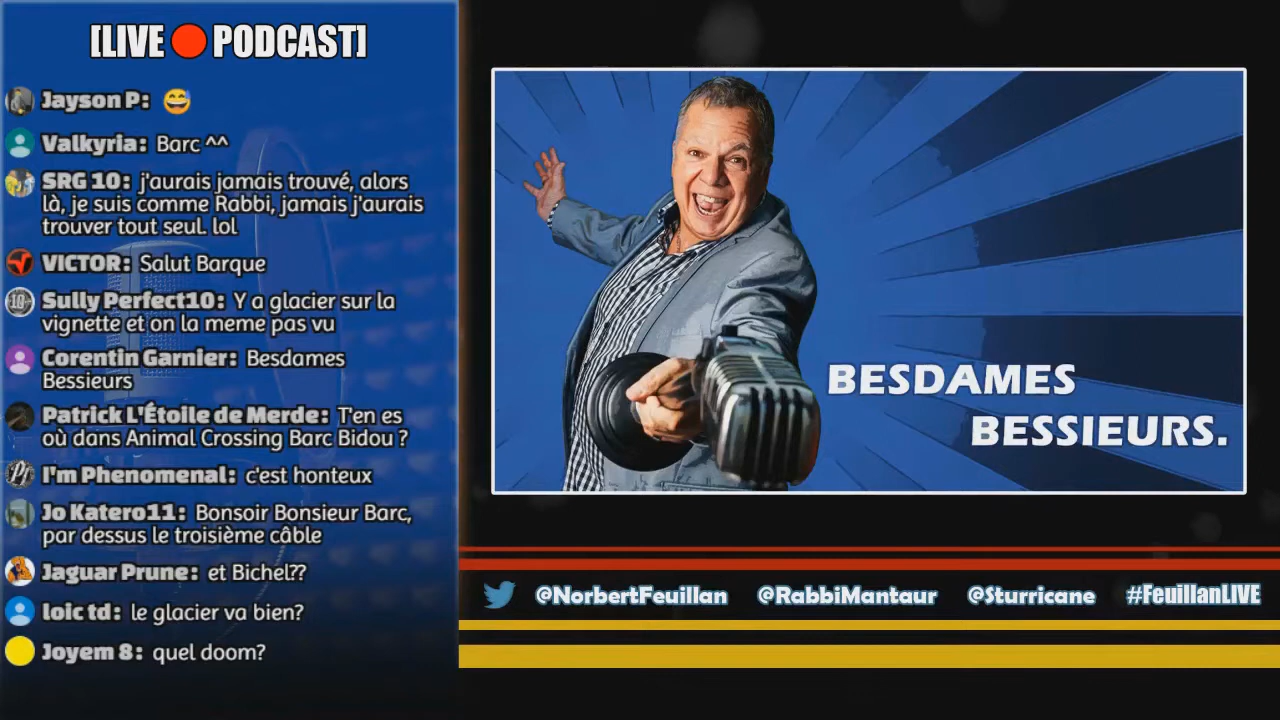 [LIVE 🔴 PODCAST]
Jayson P: 😅
Valkyria: Barc ^^
SRG 10: j'aurais jamais trouvé, alors
là, je suis comme Rabbi, jamais j'aurais
trouver tout seul. lol
VICTOR: Salut Barque
Sully Perfect10: Y a glacier sur la
vignette et on la meme pas vu
Corentin Garnier: Besdames
Bessieurs
Patrick L'Étoile de Merde: T'en es
où dans Animal Crossing Barc Bidou ?
I'm Phenomenal: c'est honteux
Jo Katero11: Bonsoir Bonsieur Barc,
par dessus le troisième câble
Jaguar Prune: et Bichel??
loic td: le glacier va bien?
Joyem 8: quel doom?
BESDAMES
BESSIEURS.
@NorbertFeuillan @RabbiMantaur @Sturricane #FeuillanLIVE